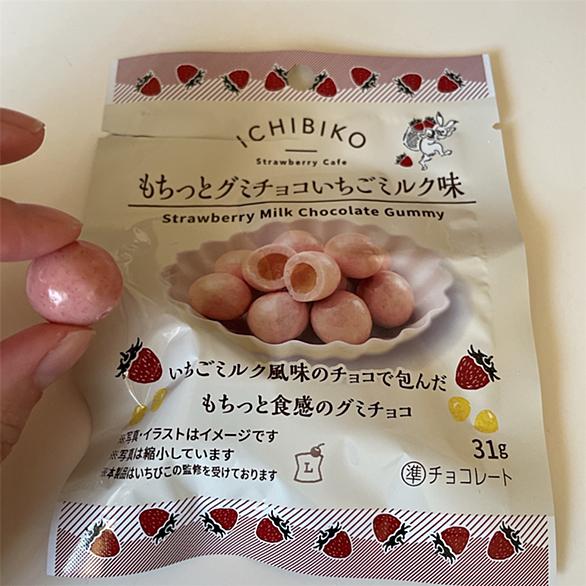 ICHIBIKO
Strawberry Cafe
もちっとグミチョコいちごミルク味
Strawberry Milk Chocolate Gummy
いちごミルク風味のチョコで包んだ
もちっと食感のグミチョコ
※写真・イラストはイメージです
※写真は縮小しています
※本製品はいちびこの監修を受けております
L
31g
準チョコレート